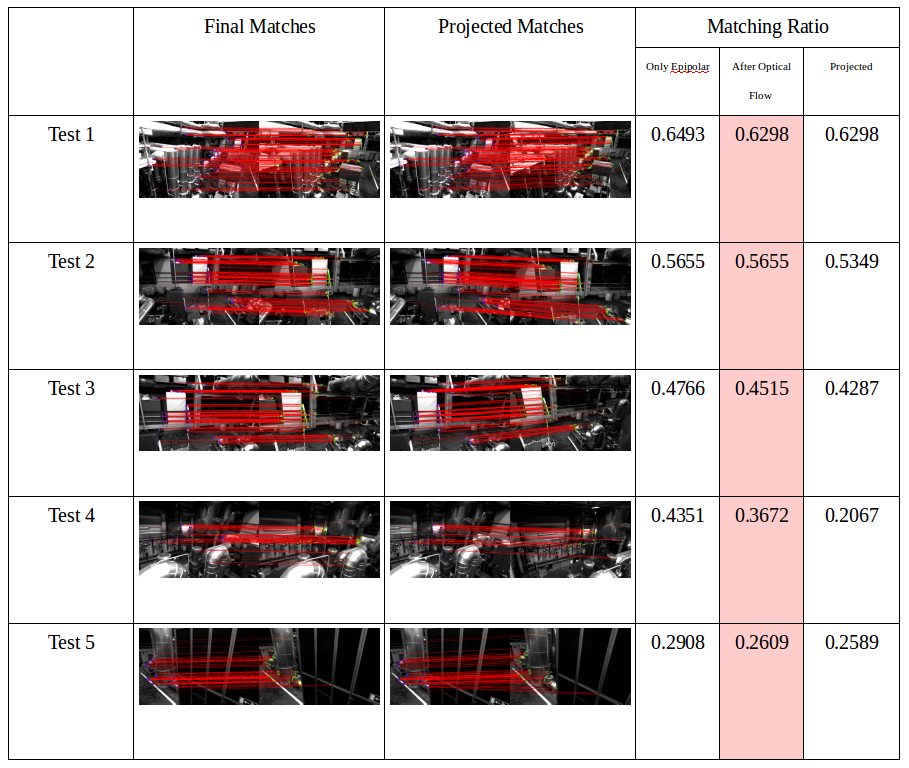 Final Matches
Projected Matches
Matching Ratio
Only Epipolar
After Optical
Flow
Projected
Test 1
0.6493
0.6298
0.6298
Test 2
0.5655
0.5655
0.5349
Test 3
0.4766
0.4515
0.4287
Test 4
0.4351
0.3672
0.2067
Test 5
0.2908
0.2609
0.2589